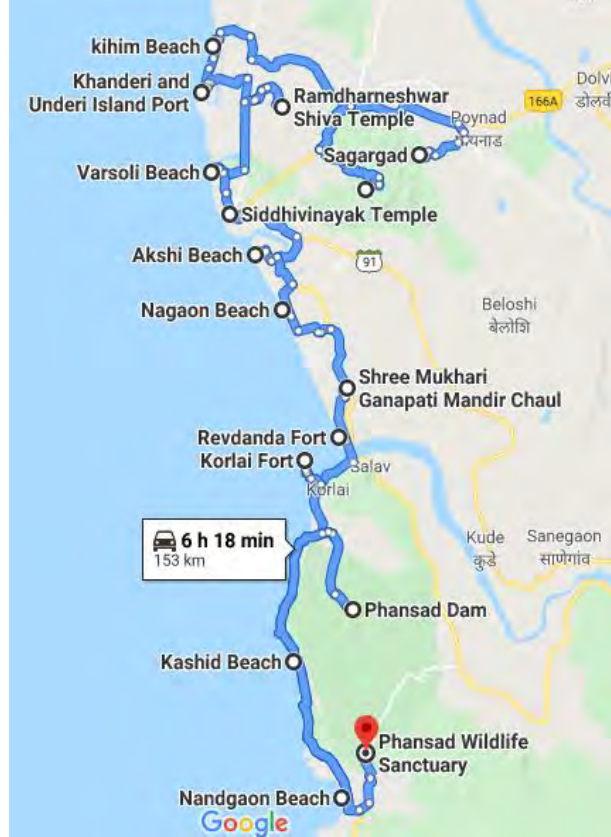 kihim Beach
Khanderi and
Underi Island Port
Ramdharneshwar
Shiva Temple
166A
Dolvi
Poynad
Sagargad
Varsoli Beach
Siddhivinayak Temple
Akshi Beach
91
Nagaon Beach
Beloshi
बेलोशि
Shree Mukhari
Ganapati Mandir Chaul
Revdanda Fort
Korlai Fort
Salav
Korlai
6 h 18 min
153 km
Kude
कुडे
Sanegaon
साणेगांव
Phansad Dam
Kashid Beach
Phansad Wildlife
Sanctuary
Nandgaon Beach
Google